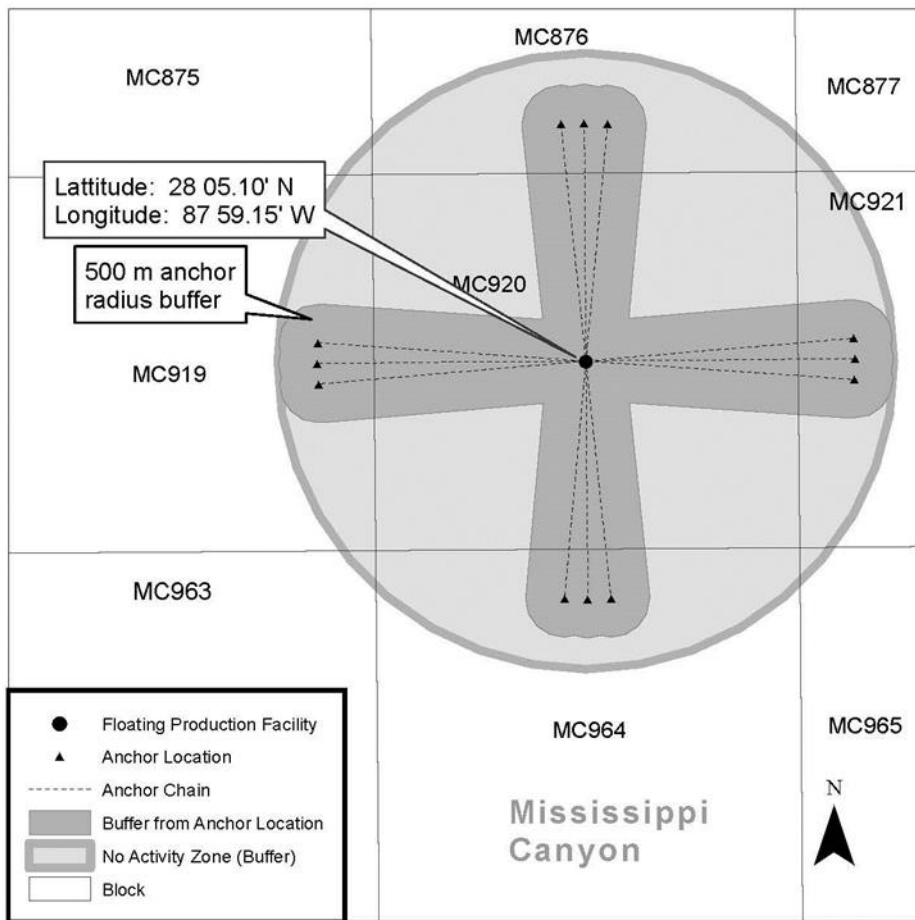 MC876
MC875
MC877
Lattitude: 28 05.10' N
Longitude: 87 59.15' W
MC921
500 m anchor
radius buffer
MC920
MC919
MC963
MC964
MC965
Floating Production Facility
Anchor Location
Anchor Chain
Buffer from Anchor Location
No Activity Zone (Buffer)
Block
Mississippi
Canyon
N